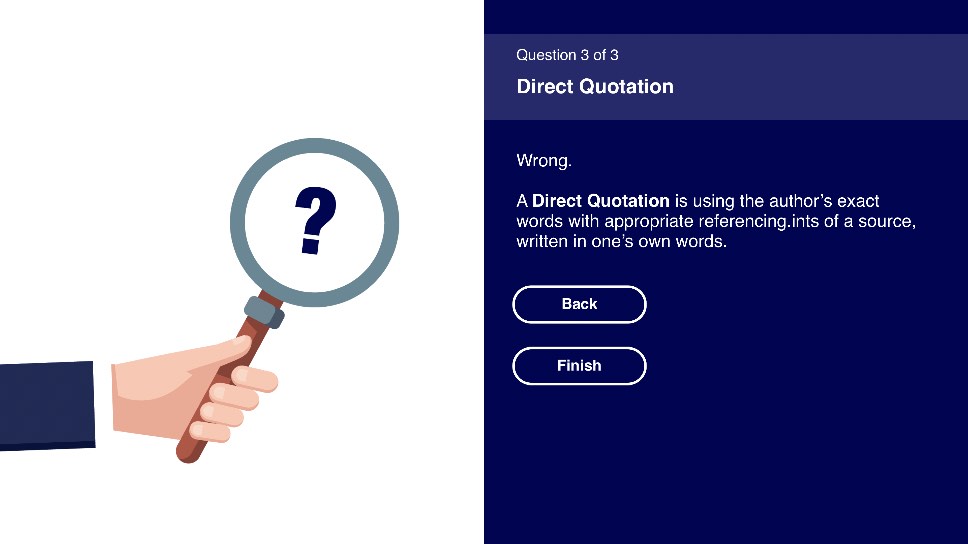 Question 3 of 3
Direct Quotation
?
Wrong.
A Direct Quotation is using the author’s exact
words with appropriate referencing.ints of a source,
written in one’s own words.
Back
Finish